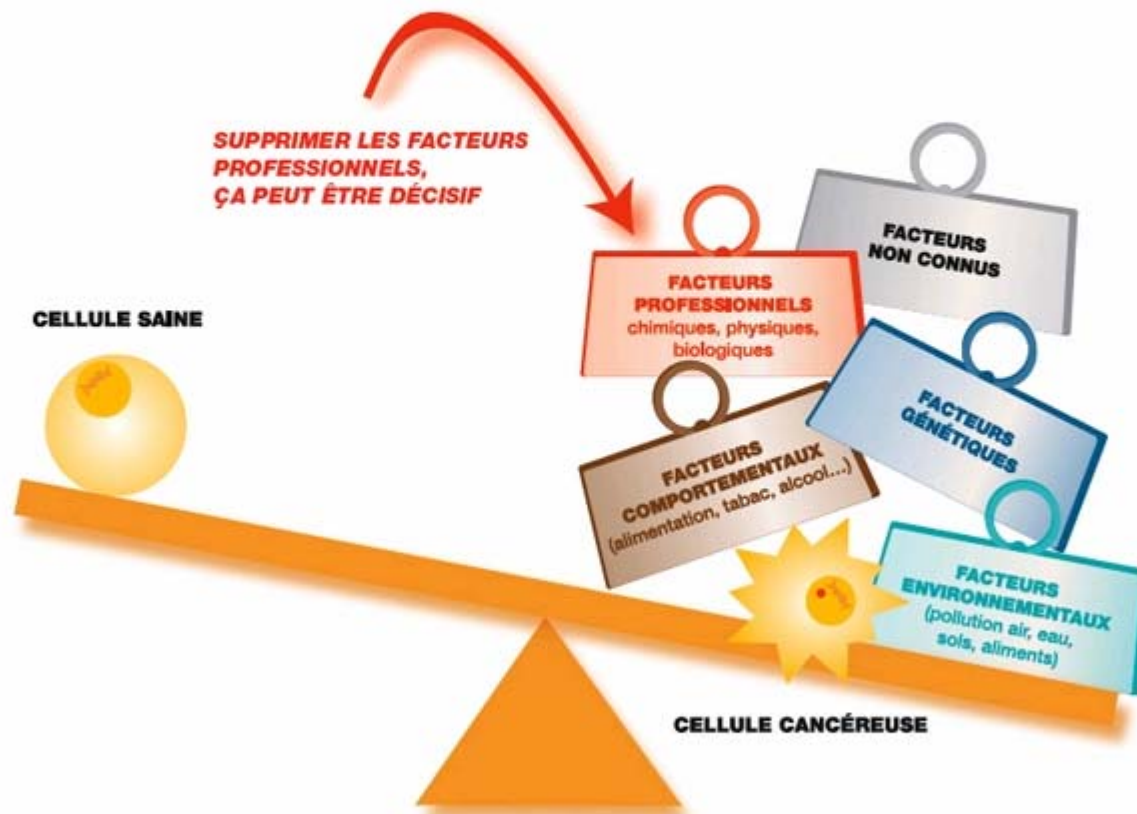 SUPPRIMER LES FACTEURS
PROFESSIONNELS,
ÇA PEUT ÊTRE DÉCISIF
FACTEURS
NON CONNUS
FACTEURS
PROFESSIONNELS
chimiques, physiques,
biologiques
CELLULE SAINE
FACTEURS
GÉNÉTIQUES
FACTEURS
COMPORTEMENTAUX
(alimentation, tabac, alcool...)
FACTEURS
ENVIRONNEMENTAUX
(pollution air, eau,
sols, aliments)
CELLULE CANCÉREUSE